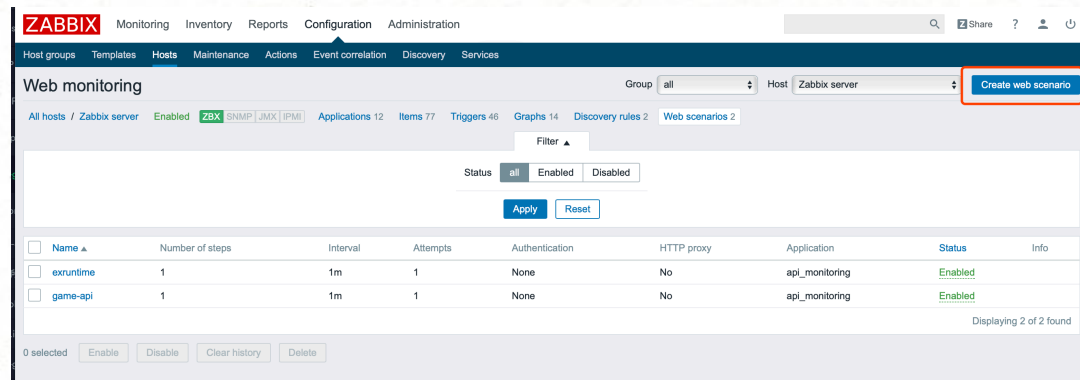 ZABBIX Monitoring Inventory Reports Configuration Administration Z Share ?
Host groups Templates Hosts Maintenance Actions Event correlation Discovery Services
Web monitoring Group all Host Zabbix server Create web scenario
All hosts / Zabbix server Enabled ZBX SNMP JMX IPMI Applications 12 Items 77 Triggers 46 Graphs 14 Discovery rules 2 Web scenarios 2
Filter ▲
Status all Enabled Disabled
Apply Reset
Name ▲ Number of steps Interval Attempts Authentication HTTP proxy Application Status Info
exruntime 1 1m 1 None No api_monitoring Enabled
game-api 1 1m 1 None No api_monitoring Enabled
Displaying 2 of 2 found
0 selected Enable Disable Clear history Delete